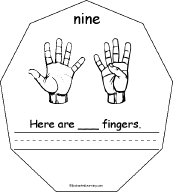 nine
Here are ___ fingers.